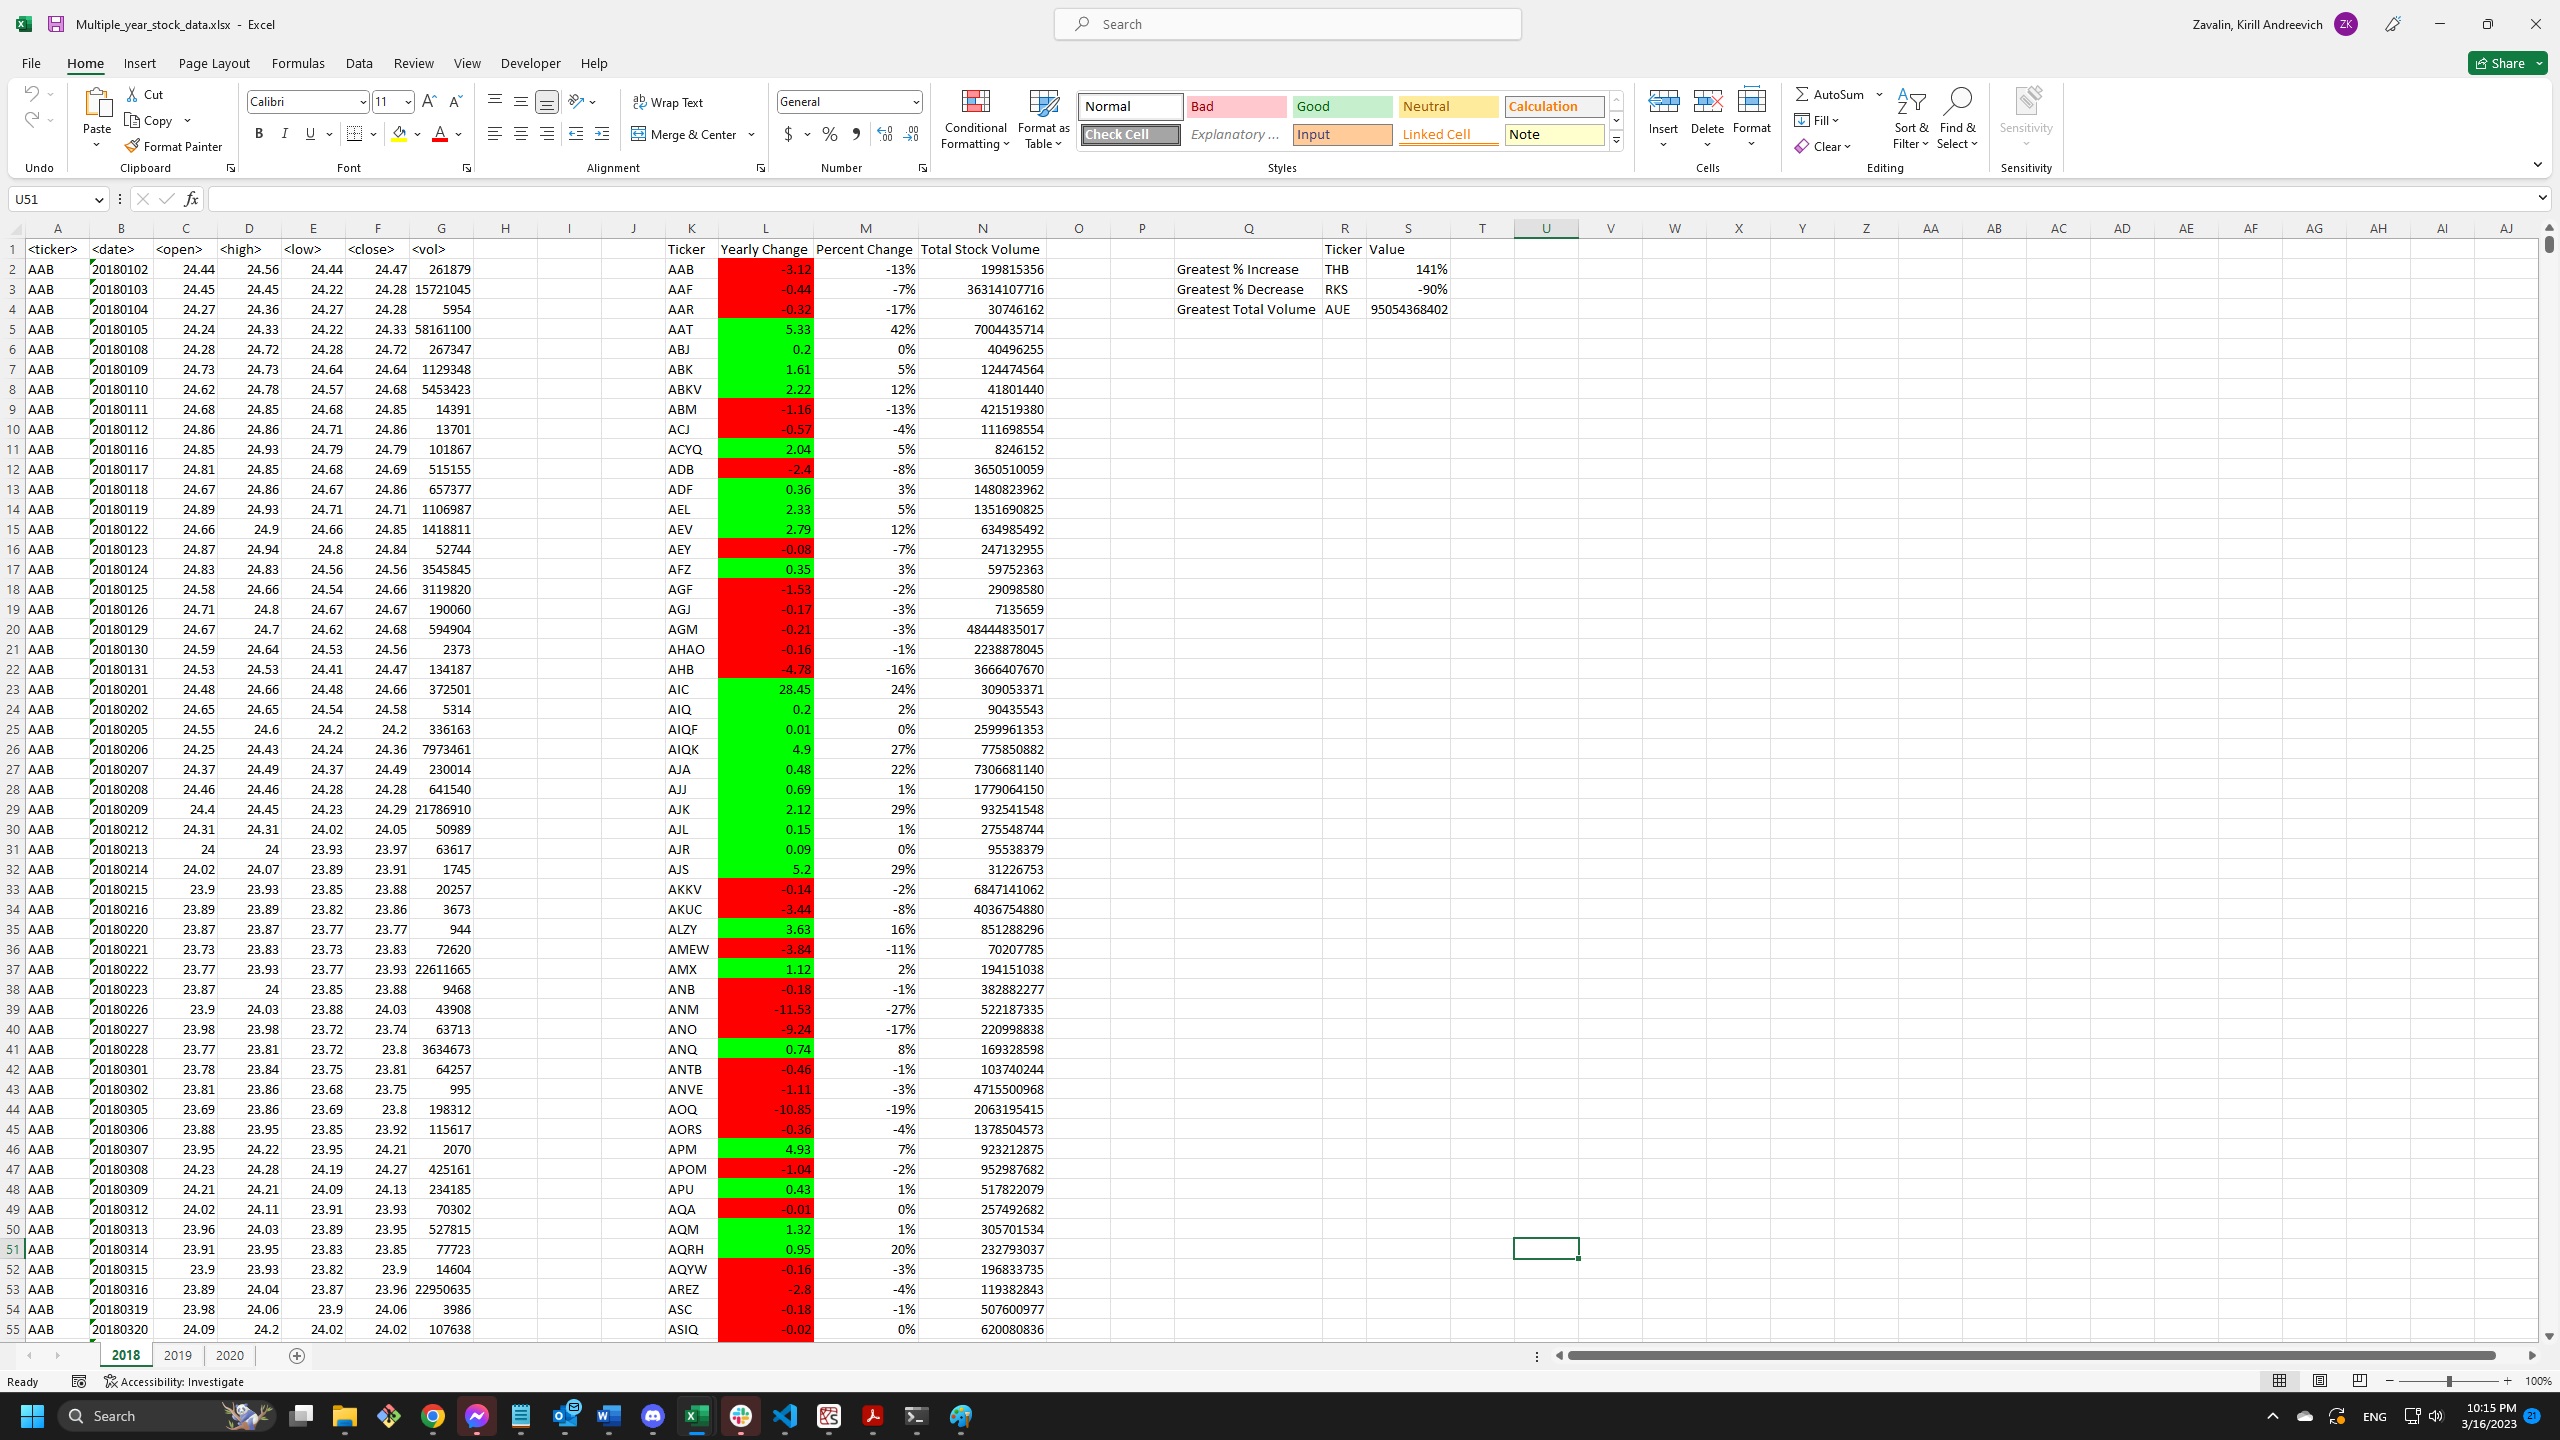 Multiple_year_stock_data.xlsx - Excel
Search
Zavalin, Kirill Andreevich ZK
File Home Insert Page Layout Formulas Data Review View Developer Help
Share
Cut
Copy
Format Painter
Paste
Calibri 11
B I U
Wrap Text
Merge & Center
General
$ %
Conditional Formatting
Format as Table
Normal Bad Good Neutral Calculation
Check Cell Explanatory ... Input Linked Cell Note
Insert Delete Format
AutoSum
Fill
Clear
Sort & Filter
Find & Select
Sensitivity
Undo Clipboard Font Alignment Number Styles Cells Editing Sensitivity
U51 fx
A B C D E F G H I J K L M N O P Q R S T U V W X Y Z AA AB AC AD AE AF AG AH AI AJ
1 <ticker> <date> <open> <high> <low> <close> <vol> Ticker Yearly Change Percent Change Total Stock Volume Ticker Value
2 AAB 20180102 24.44 24.56 24.44 24.47 261879 AAB -3.12 -13% 199815356 Greatest % Increase THB 141%
3 AAB 20180103 24.45 24.45 24.22 24.28 15721045 AAF -0.44 -7% 36314107716 Greatest % Decrease RKS -90%
4 AAB 20180104 24.27 24.36 24.27 24.28 5954 AAR -0.32 -17% 30746162 Greatest Total Volume AUE 95054368402
5 AAB 20180105 24.24 24.33 24.22 24.33 58161100 AAT 5.33 42% 7004435714
6 AAB 20180108 24.28 24.72 24.28 24.72 267347 ABJ 0.2 0% 40496255
7 AAB 20180109 24.73 24.73 24.64 24.64 1129348 ABK 1.61 5% 124474564
8 AAB 20180110 24.62 24.78 24.57 24.68 5453423 ABKV 2.22 12% 41801440
9 AAB 20180111 24.68 24.85 24.68 24.85 14391 ABM -1.16 -13% 421519380
10 AAB 20180112 24.86 24.86 24.71 24.86 13701 ACJ -0.57 -4% 111698554
11 AAB 20180116 24.85 24.93 24.79 24.79 101867 ACYQ 2.04 5% 8246152
12 AAB 20180117 24.81 24.85 24.68 24.69 515155 ADB -2.4 -8% 3650510059
13 AAB 20180118 24.67 24.86 24.67 24.86 657377 ADF 0.36 3% 1480823962
14 AAB 20180119 24.89 24.93 24.71 24.71 1106987 AEL 2.33 5% 1351690825
15 AAB 20180122 24.66 24.9 24.66 24.85 1418811 AEV 2.79 12% 634985492
16 AAB 20180123 24.87 24.94 24.8 24.84 52744 AEY -0.08 -7% 247132955
17 AAB 20180124 24.83 24.83 24.56 24.56 3545845 AFZ 0.35 3% 59752363
18 AAB 20180125 24.58 24.66 24.54 24.66 3119820 AGF -1.53 -2% 29098580
19 AAB 20180126 24.71 24.8 24.67 24.67 190060 AGJ -0.17 -3% 7135659
20 AAB 20180129 24.67 24.7 24.62 24.68 594904 AGM -0.21 -3% 48444835017
21 AAB 20180130 24.59 24.64 24.53 24.56 2373 AHAO -0.16 -1% 2238878045
22 AAB 20180131 24.53 24.53 24.41 24.47 134187 AHB -4.78 -16% 3666407670
23 AAB 20180201 24.48 24.66 24.48 24.66 372501 AIC 28.45 24% 309053371
24 AAB 20180202 24.65 24.65 24.54 24.58 5314 AIQ 0.2 2% 90435543
25 AAB 20180205 24.55 24.6 24.2 24.2 336163 AIQF 0.01 0% 2599961353
26 AAB 20180206 24.25 24.43 24.24 24.36 7973461 AIQK 4.9 27% 775850882
27 AAB 20180207 24.37 24.49 24.37 24.49 230014 AJA 0.48 22% 7306681140
28 AAB 20180208 24.46 24.46 24.28 24.28 641540 AJJ 0.69 1% 1779064150
29 AAB 20180209 24.4 24.45 24.23 24.29 21786910 AJK 2.12 29% 932541548
30 AAB 20180212 24.31 24.31 24.02 24.05 50989 AJL 0.15 1% 275548744
31 AAB 20180213 24 24 23.93 23.97 63617 AJR 0.09 0% 95538379
32 AAB 20180214 24.02 24.07 23.89 23.91 1745 AJS 5.2 29% 31226753
33 AAB 20180215 23.9 23.93 23.85 23.88 20257 AKKV -0.14 -2% 6847141062
34 AAB 20180216 23.89 23.89 23.82 23.86 3673 AKUC -3.44 -8% 4036754880
35 AAB 20180220 23.87 23.87 23.77 23.77 944 ALZY 3.63 16% 851288296
36 AAB 20180221 23.73 23.83 23.73 23.83 72620 AMEW -3.84 -11% 70207785
37 AAB 20180222 23.77 23.93 23.77 23.93 22611665 AMX 1.12 2% 194151038
38 AAB 20180223 23.87 24 23.85 23.88 9468 ANB -0.18 -1% 382882277
39 AAB 20180226 23.9 24.03 23.88 24.03 43908 ANM -11.53 -27% 522187335
40 AAB 20180227 23.98 23.98 23.72 23.74 63713 ANO -9.24 -17% 220998838
41 AAB 20180228 23.77 23.81 23.72 23.8 3634673 ANQ 0.74 8% 169328598
42 AAB 20180301 23.78 23.84 23.75 23.81 64257 ANTB -0.46 -1% 103740244
43 AAB 20180302 23.81 23.86 23.68 23.75 995 ANVE -1.11 -3% 4715500968
44 AAB 20180305 23.69 23.86 23.69 23.8 198312 AOQ -10.85 -19% 2063195415
45 AAB 20180306 23.88 23.95 23.85 23.92 115617 AORS -0.36 -4% 1378504573
46 AAB 20180307 23.95 24.22 23.95 24.21 2070 APM 4.93 7% 923212875
47 AAB 20180308 24.23 24.28 24.19 24.27 425161 APOM -1.04 -2% 952987682
48 AAB 20180309 24.21 24.21 24.09 24.13 234185 APU 0.43 1% 517822079
49 AAB 20180312 24.02 24.11 23.91 23.93 70302 AQA -0.01 0% 257492682
50 AAB 20180313 23.96 24.03 23.89 23.95 527815 AQM 1.32 1% 305701534
51 AAB 20180314 23.91 23.95 23.83 23.85 77723 AQRH 0.95 20% 232793037
52 AAB 20180315 23.9 23.93 23.82 23.9 14604 AQYW -0.16 -3% 196833735
53 AAB 20180316 23.89 24.04 23.87 23.96 22950635 AREZ -2.8 -4% 119382843
54 AAB 20180319 23.98 24.06 23.9 24.06 3986 ASC -0.18 -1% 507600977
55 AAB 20180320 24.09 24.2 24.02 24.02 107638 ASIQ -0.02 0% 620080836
2018 2019 2020
Ready Accessibility: Investigate 100%
Search ENG 10:15 PM
3/16/2023 21